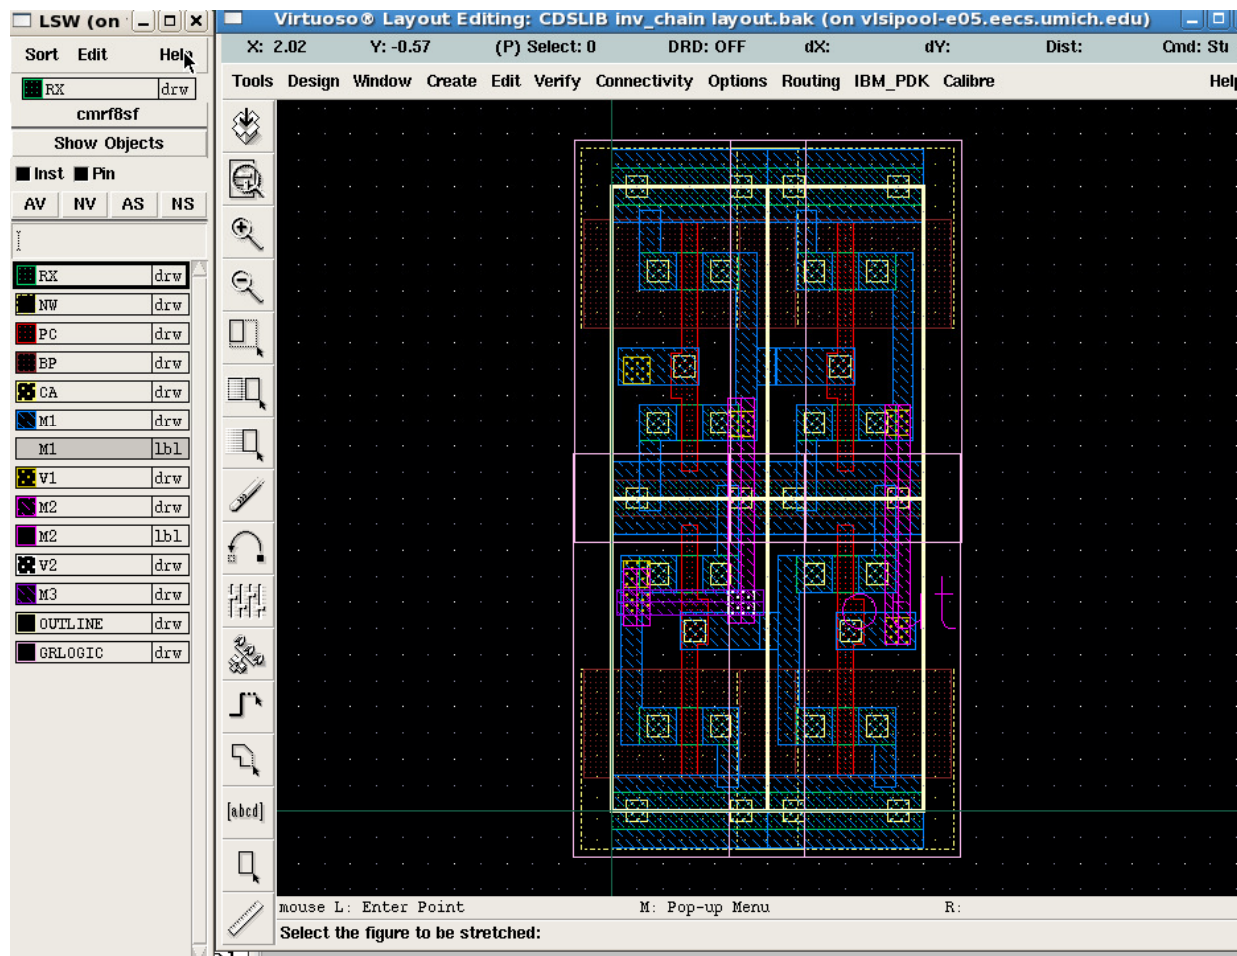 LSW (on
Virtuoso® Layout Editing: CDSLIB inv_chain layout.bak (on vlsipool-e05.eecs.umich.edu)
X: 2.02 Y: -0.57 (P) Select: 0 DRD: OFF dX: dY: Dist: Cmd: Stu
Sort Edit Help
Tools Design Window Create Edit Verify Connectivity Options Routing IBM_PDK Calibre Help
RX drw
cmrf8sf
Show Objects
Inst Pin
AV NV AS NS
RX drw
NW drw
PC drw
BP drw
CA drw
M1 drw
M1 lbl
V1 drw
M2 drw
M2 lbl
V2 drw
M3 drw
OUTLINE drw
GRLOGIC drw
out
[abcd]
mouse L: Enter Point M: Pop-up Menu R:
Select the figure to be stretched: